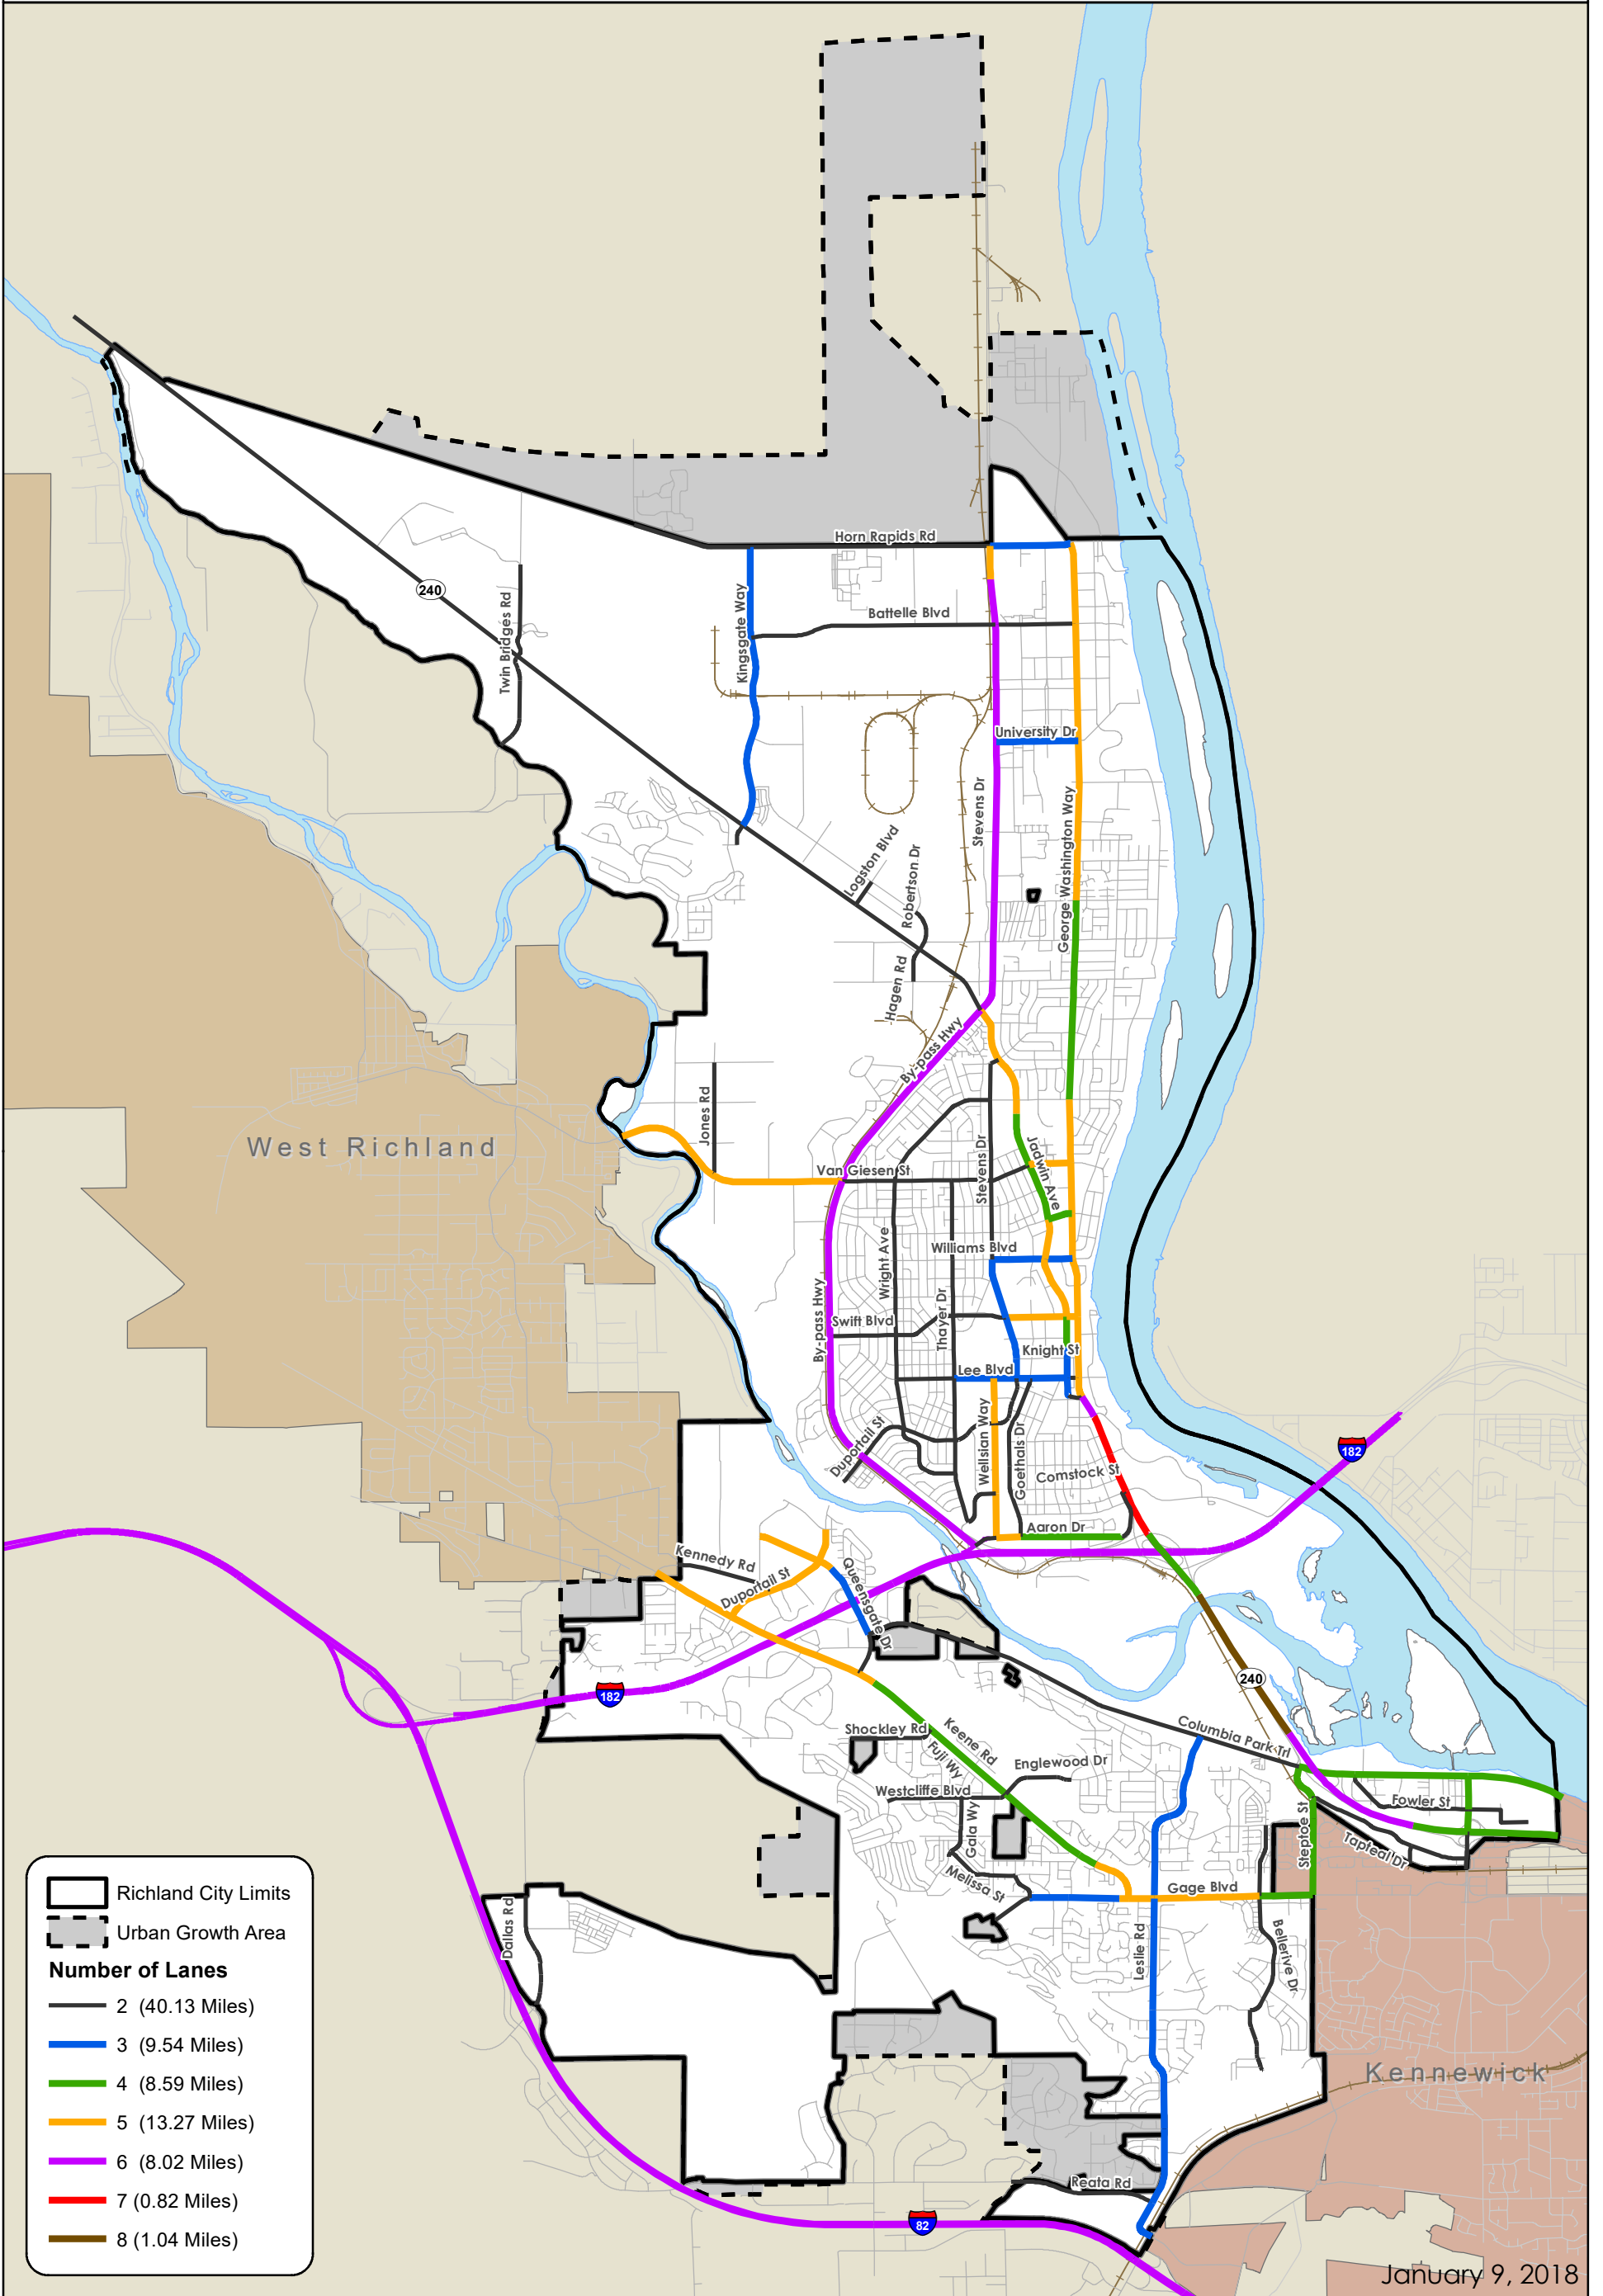 Horn Rapids Rd
240
Twin Bridges Rd
Kingsgate Way
Battelle Blvd
University Dr
Stevens Dr
George Washington Way
Logston Blvd
Robertson Dr
Hagen Rd
By-pass Hwy
Jones Rd
West Richland
Van Giesen St
Stevens Dr
Jadwin Ave
Wright Ave
Williams Blvd
By-pass Hwy
Swift Blvd
Thayer Dr
Knight St
Lee Blvd
Duportail St
Wellsian Way
Goethals Dr
Comstock St
182
Aaron Dr
Kennedy Rd
Duportail St
Queensgate Dr
182
240
Shockley Rd
Keene Rd
Fuji Wy
Columbia Park Trl
Englewood Dr
Westcliffe Blvd
Gala Wy
Fowler St
Steptoe St
Tapteal Dr
Melissa St
Gage Blvd
Dallas Rd
Leslie Rd
Bellerive Dr
Kennewick
Reata Rd
82
Richland City Limits
Urban Growth Area
Number of Lanes
2 (40.13 Miles)
3 (9.54 Miles)
4 (8.59 Miles)
5 (13.27 Miles)
6 (8.02 Miles)
7 (0.82 Miles)
8 (1.04 Miles)
January 9, 2018